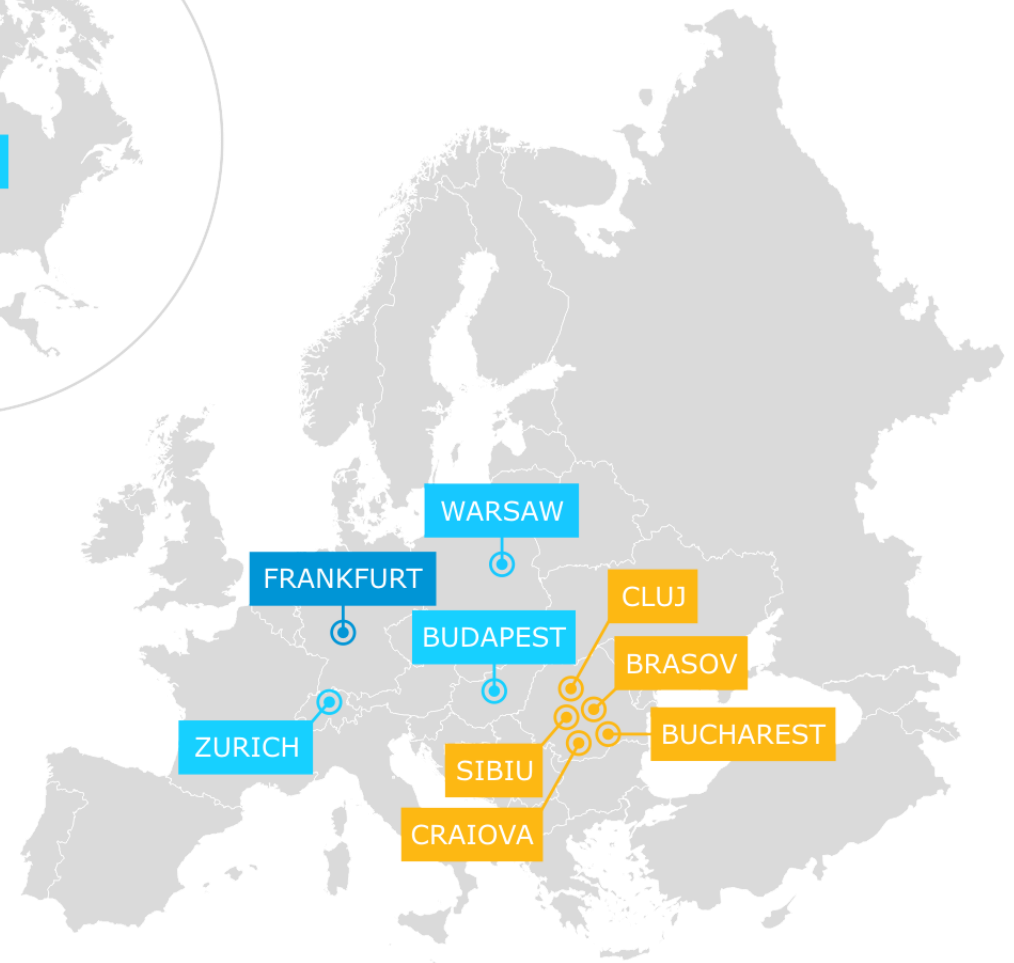 WARSAW
FRANKFURT
CLUJ
BUDAPEST
BRASOV
BUCHAREST
ZURICH
SIBIU
CRAIOVA